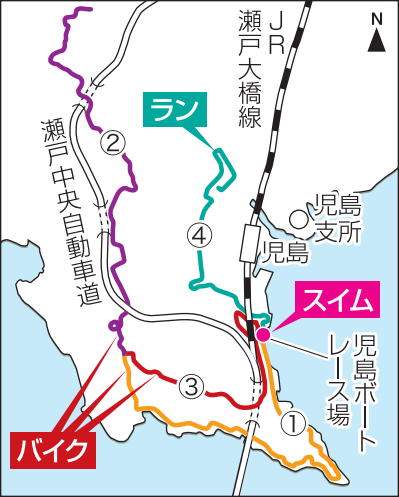 N
JR
瀬戸大橋線
瀬戸中央自動車道
②
ラン
④
児島
支所
児島
スイム
児島ボート
レース場
③
①
バイク